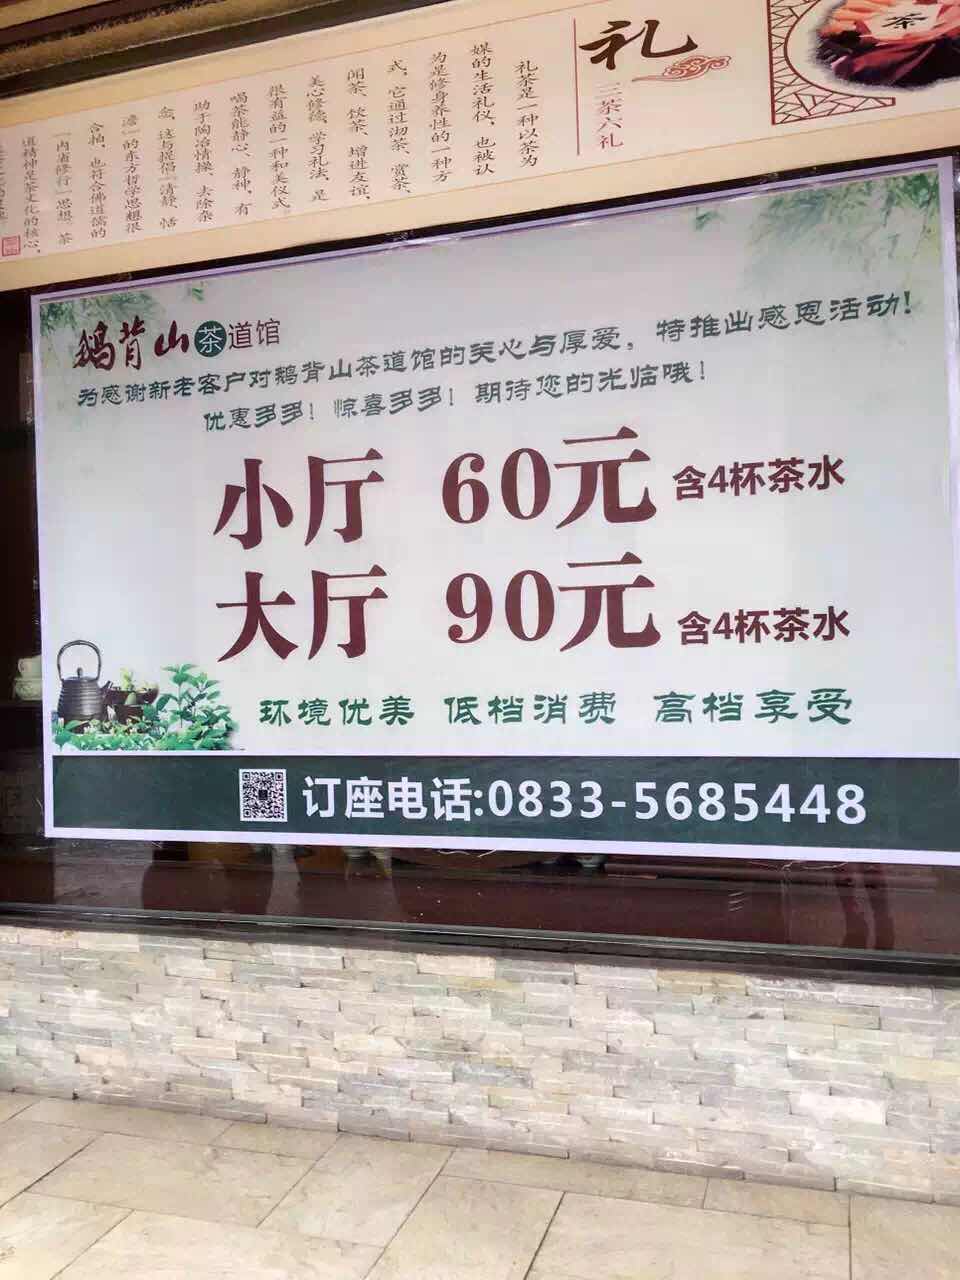 礼
三茶六礼
礼茶是一种以茶为
媒的生活礼仪，也被认
为是修身养性的一种方
式，它通过沏茶、赏茶、
闻茶、饮茶、增进友谊，
美心修德，学习礼法，是
很有益的一种和美仪式。
喝茶能静心、静神，有
助于陶冶情操、去除杂
念，这与提倡“清静、恬
澹”的东方哲学思想很
合拍，也符合佛道儒的
“内省修行”思想。茶
道精神是茶文化的核心，
茶
鹅背山茶道馆
为感谢新老客户对鹅背山茶道馆的关心与厚爱，特推出感恩活动！
优惠多多！惊喜多多！期待您的光临哦！
小厅 60元 含4杯茶水
大厅 90元 含4杯茶水
环境优美 低档消费 高档享受
订座电话:0833-5685448